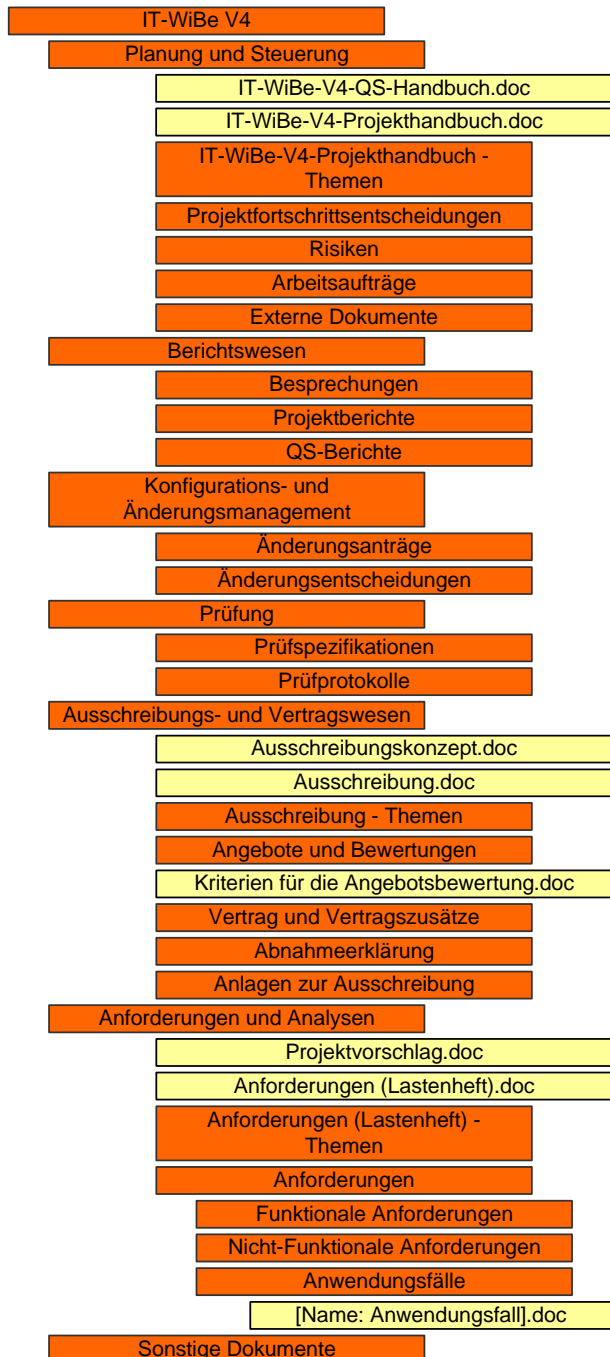 IT-WiBe V4
Planung und Steuerung
IT-WiBe-V4-QS-Handbuch.doc
IT-WiBe-V4-Projekthandbuch.doc
IT-WiBe-V4-Projekthandbuch -
Themen
Projektfortschrittsentscheidungen
Risiken
Arbeitsaufträge
Externe Dokumente
Berichtswesen
Besprechungen
Projektberichte
QS-Berichte
Konfigurations- und
Änderungsmanagement
Änderungsanträge
Änderungsentscheidungen
Prüfung
Prüfspezifikationen
Prüfprotokolle
Ausschreibungs- und Vertragswesen
Ausschreibungskonzept.doc
Ausschreibung.doc
Ausschreibung - Themen
Angebote und Bewertungen
Kriterien für die Angebotsbewertung.doc
Vertrag und Vertragszusätze
Abnahmeerklärung
Anlagen zur Ausschreibung
Anforderungen und Analysen
Projektvorschlag.doc
Anforderungen (Lastenheft).doc
Anforderungen (Lastenheft) -
Themen
Anforderungen
Funktionale Anforderungen
Nicht-Funktionale Anforderungen
Anwendungsfälle
[Name: Anwendungsfall].doc
Sonstige Dokumente